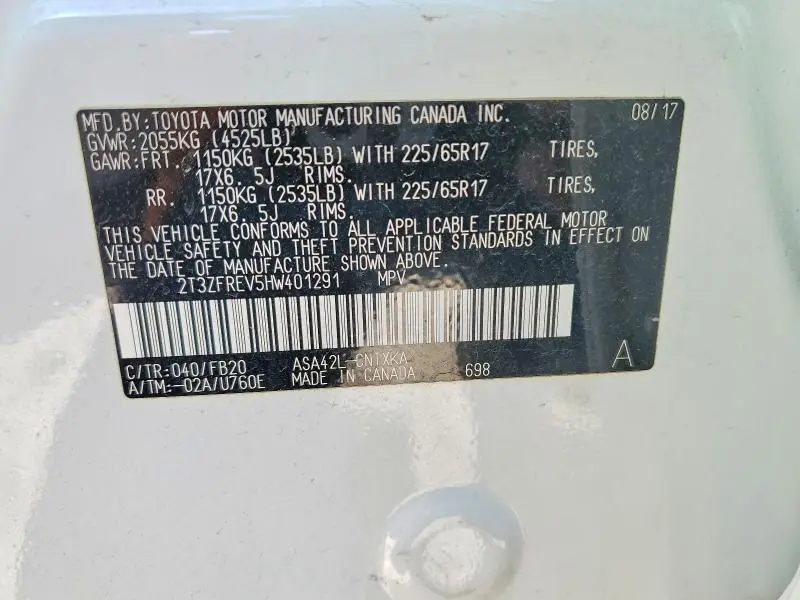 MFD.BY:TOYOTA MOTOR MANUFACTURING CANADA INC. 08/17
GVWR:2055KG (4525LB)
GAWR:FRT. 1150KG (2535LB) WITH 225/65R17 TIRES,
17X6. 5J RIMS.
RR. 1150KG (2535LB) WITH 225/65R17 TIRES,
17X6. 5J RIMS.
THIS VEHICLE CONFORMS TO ALL APPLICABLE FEDERAL MOTOR
VEHICLE SAFETY AND THEFT PREVENTION STANDARDS IN EFFECT ON
THE DATE OF MANUFACTURE SHOWN ABOVE.
2T3ZFREV5HW401291 MPV
C/TR:040/FB20 ASA42L-CNTXKA A
A/TM:-02A/U760E MADE IN CANADA 698